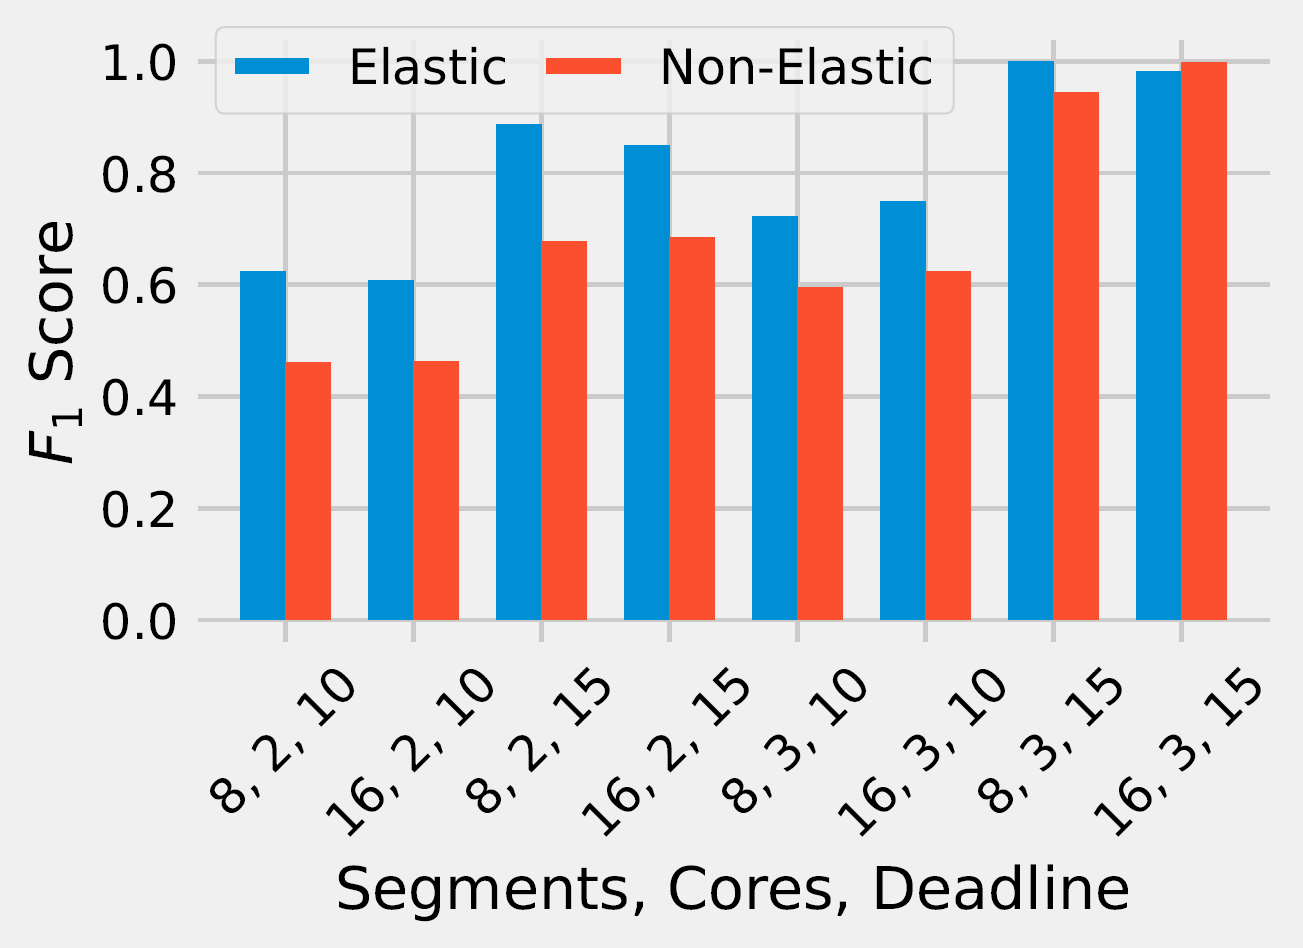 Elastic
Non-Elastic
1.0
0.8
0.6
0.4
0.2
0.0
F1 Score
8, 2, 10
16, 2, 10
8, 2, 15
16, 2, 15
8, 3, 10
16, 3, 10
8, 3, 15
16, 3, 15
Segments, Cores, Deadline